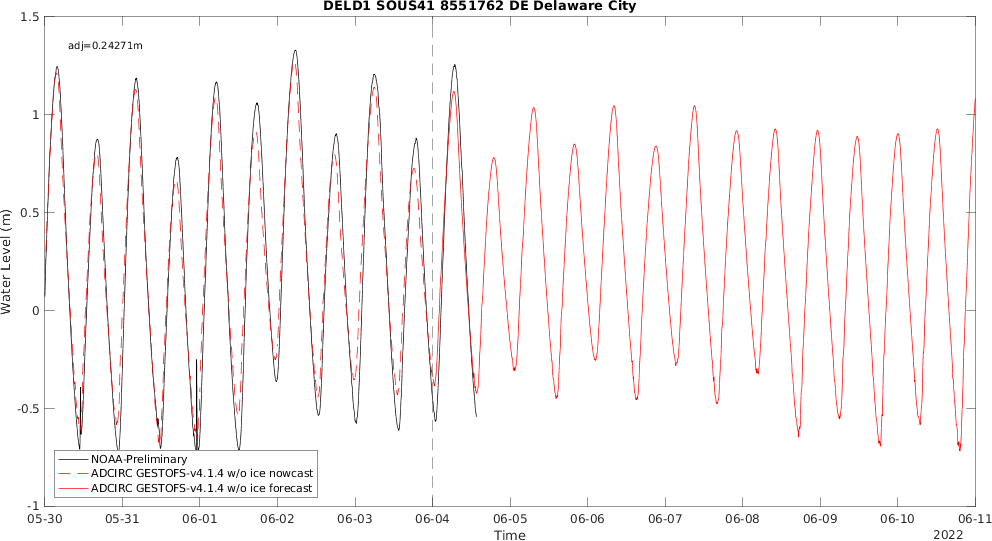 DELD1 SOUS41 8551762 DE Delaware City
adj=0.24271m
Water Level (m)
1.5
1
0.5
0
-0.5
-1
NOAA-Preliminary
ADCIRC GESTOFS-v4.1.4 w/o ice nowcast
ADCIRC GESTOFS-v4.1.4 w/o ice forecast
05-30 05-31 06-01 06-02 06-03 06-04 06-05 06-06 06-07 06-08 06-09 06-10 06-11
Time
2022